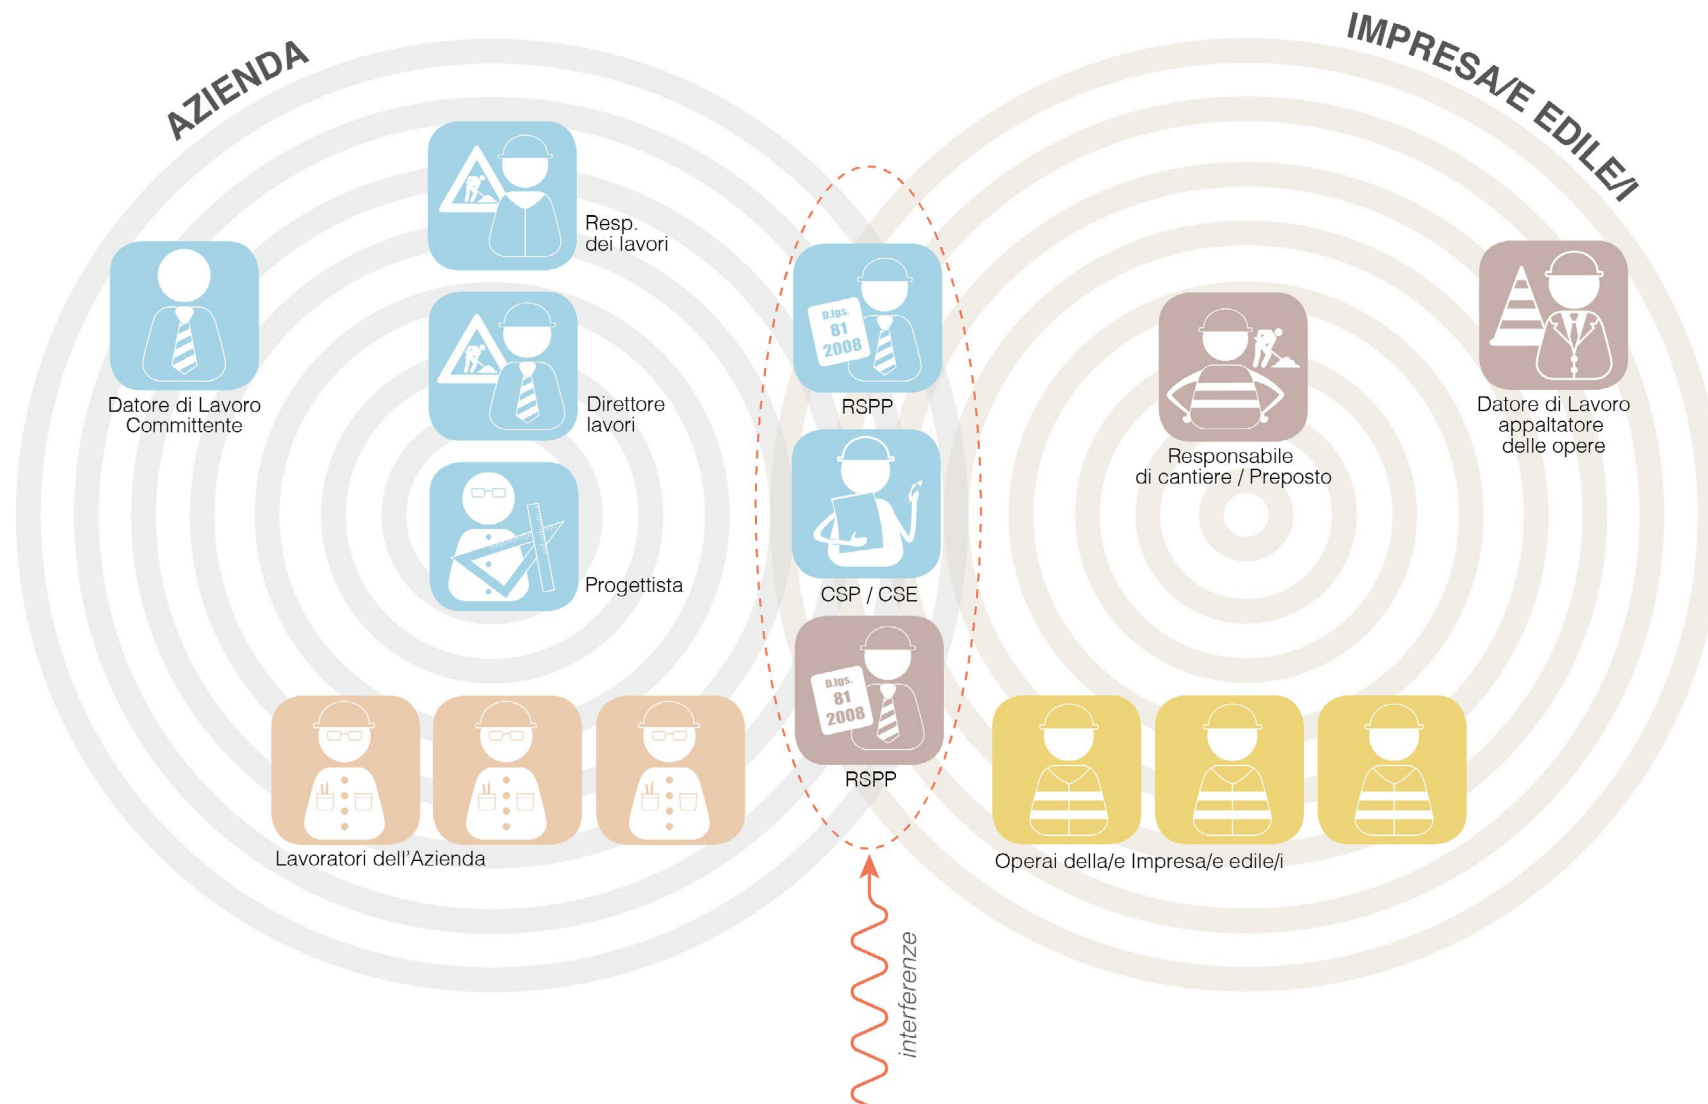 AZIENDA
IMPRESA/E EDILE/I
Resp.
dei lavori
Datore di Lavoro
Committente
Direttore
lavori
Progettista
Lavoratori dell'Azienda
D.lgs.
81
2008
RSPP
CSP / CSE
D.lgs.
81
2008
RSPP
Responsabile
di cantiere / Preposto
Datore di Lavoro
appaltatore
delle opere
Operai della/e Impresa/e edile/i
interferenze